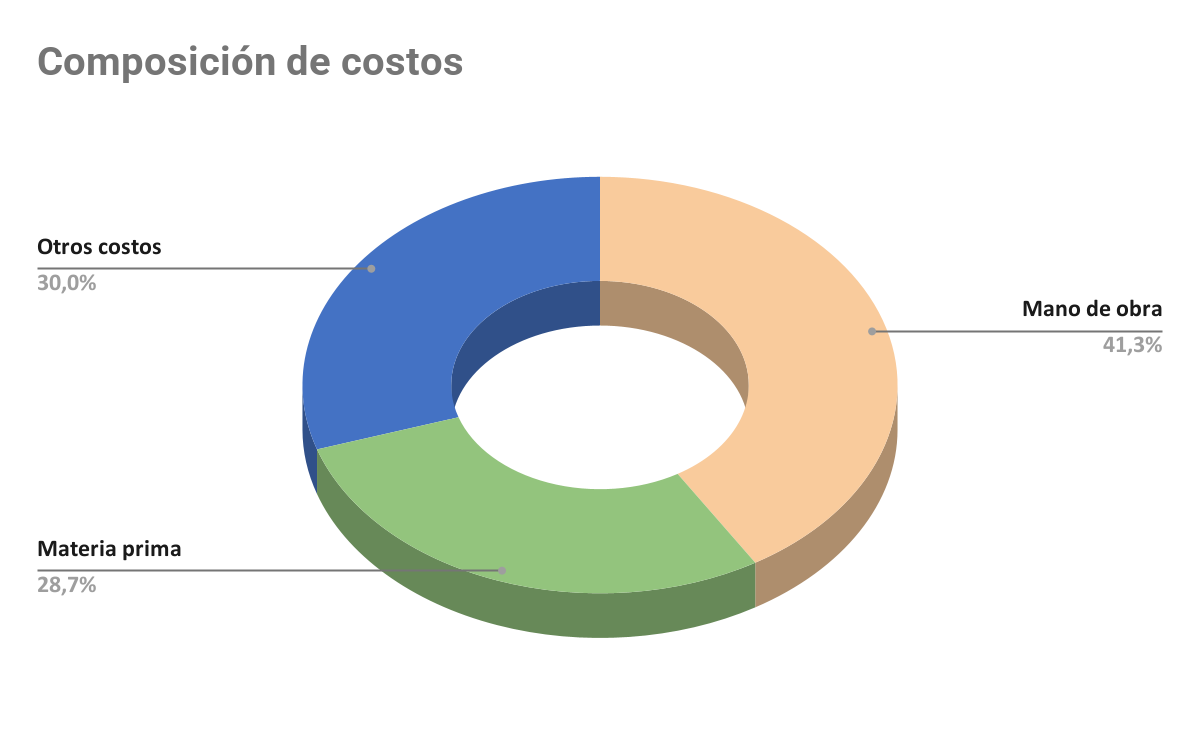 Composición de costos
Otros costos
30,0%
Mano de obra
41,3%
Materia prima
28,7%